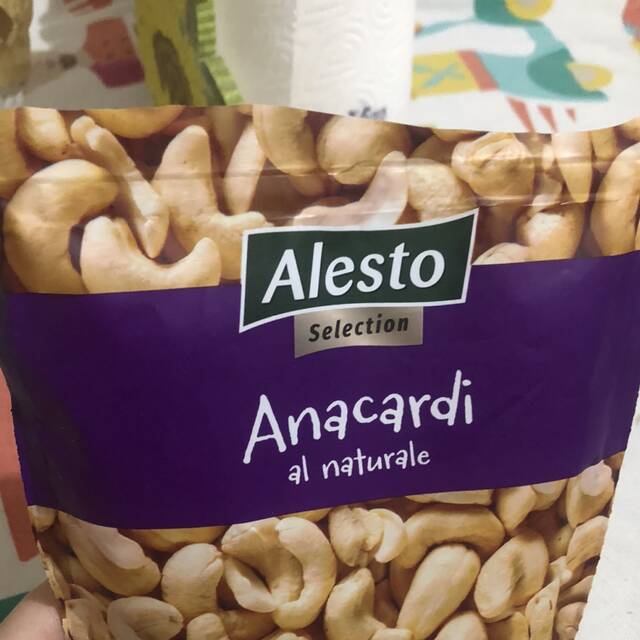 Alesto
Selection
Anacardi
al naturale